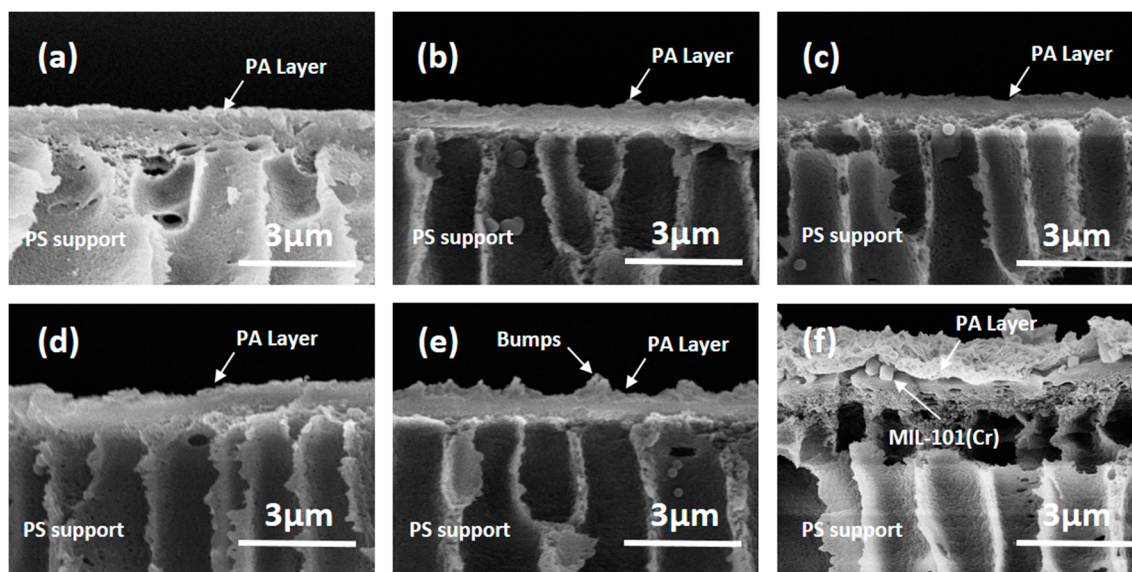 (a)
PA Layer
PS support
3μm
(b)
PA Layer
PS support
3μm
(c)
PA Layer
PS support
3μm
(d)
PA Layer
PS support
3μm
(e)
Bumps
PA Layer
PS support
3μm
(f)
PA Layer
MIL-101(Cr)
PS support
3μm